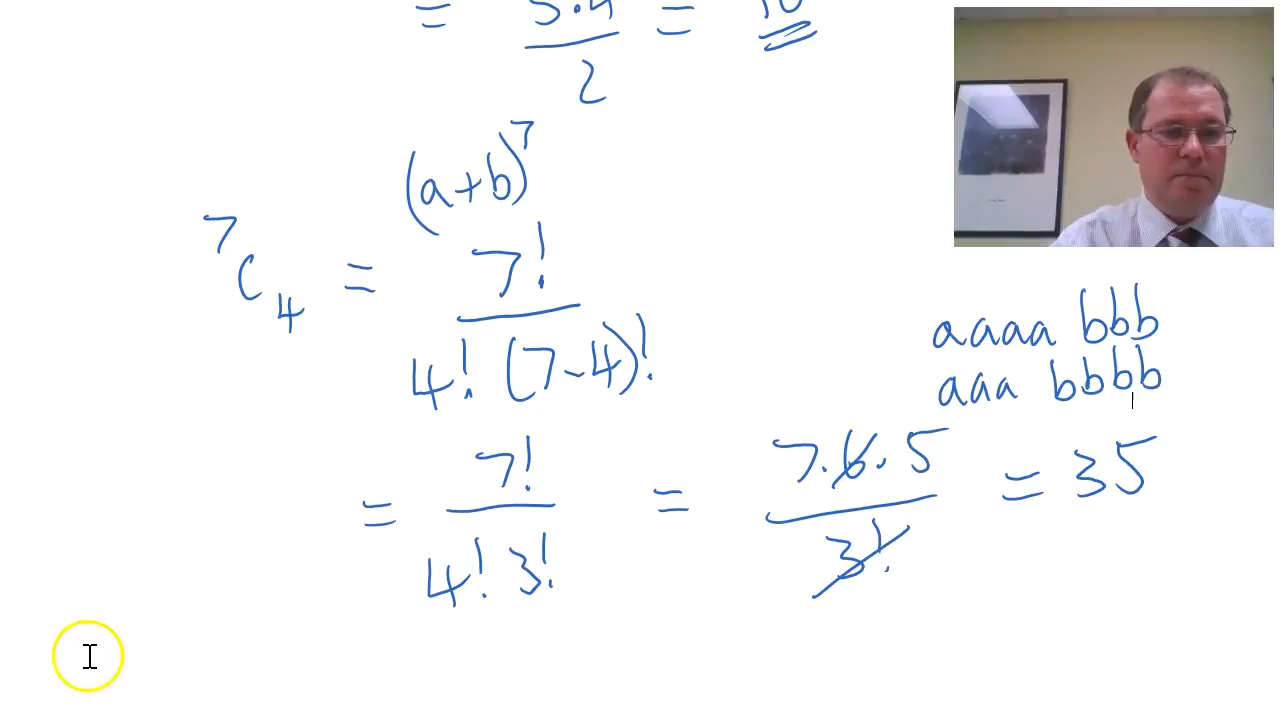 = 5.4 / 2 = 10
(a+b)^7
^7C_4 = 7! / 4! (7-4)!
aaaa bbb
aaa bbbb
= 7! / 4! 3! = 7.6.5 / 3! = 35